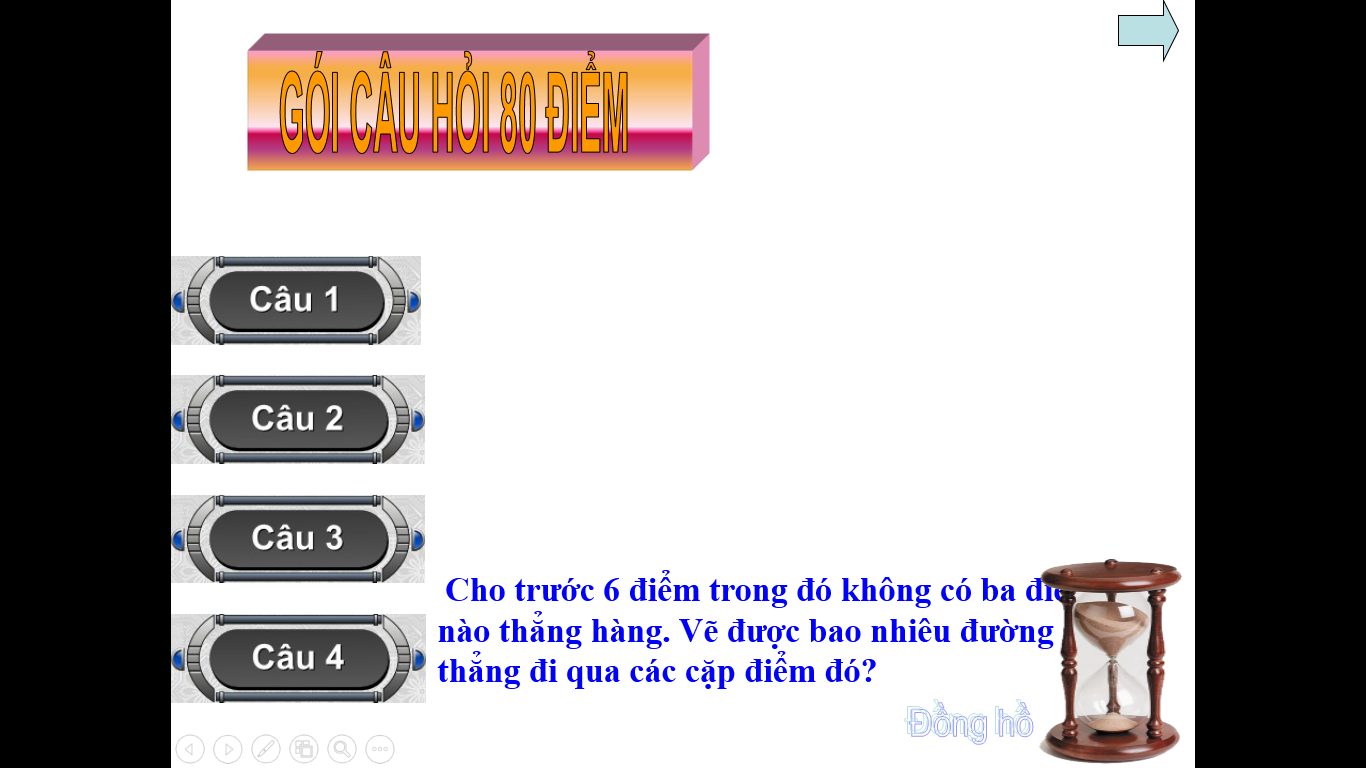 GÓI CÂU HỎI 80 ĐIỂM
Câu 1
Câu 2
Câu 3
Câu 4
Cho trước 6 điểm trong đó không có ba
nào thẳng hàng. Vẽ được bao nhiêu đường
thẳng đi qua các cặp điểm đó?
Đồng hồ